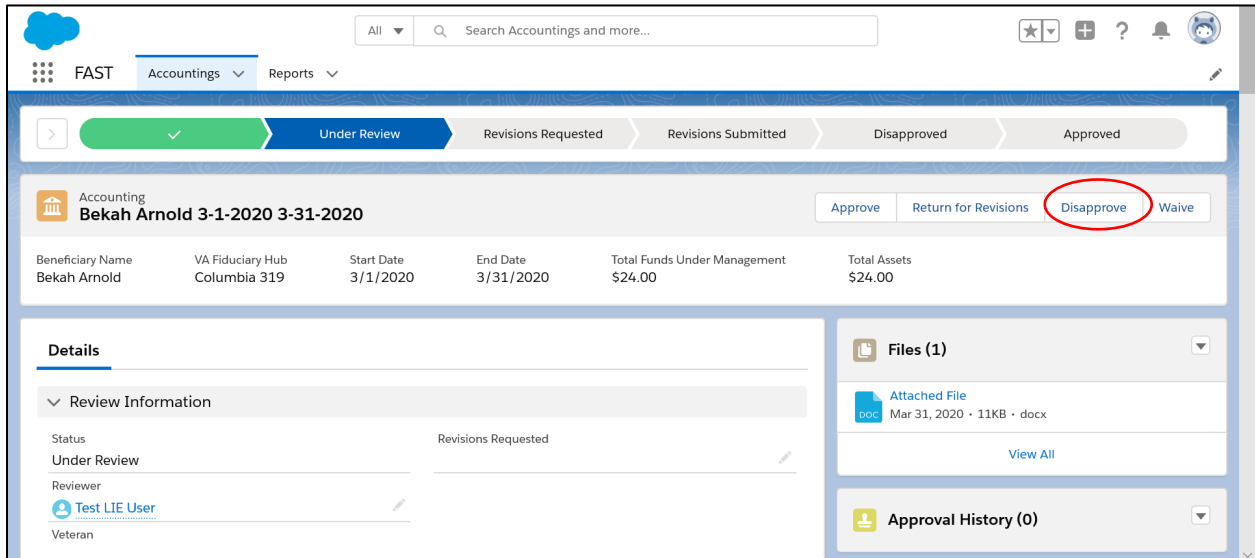 All
Search Accountings and more...
FAST
Accountings
Reports
Under Review
Revisions Requested
Revisions Submitted
Disapproved
Approved
Accounting
Bekah Arnold 3-1-2020 3-31-2020
Approve
Return for Revisions
Disapprove
Waive
Beneficiary Name
VA Fiduciary Hub
Start Date
End Date
Total Funds Under Management
Total Assets
Bekah Arnold
Columbia 319
3/1/2020
3/31/2020
$24.00
$24.00
Details
Review Information
Status
Under Review
Revisions Requested
Reviewer
Test LIE User
Veteran
Files (1)
Attached File
DOC
Mar 31, 2020 • 11KB • docx
View All
Approval History (0)